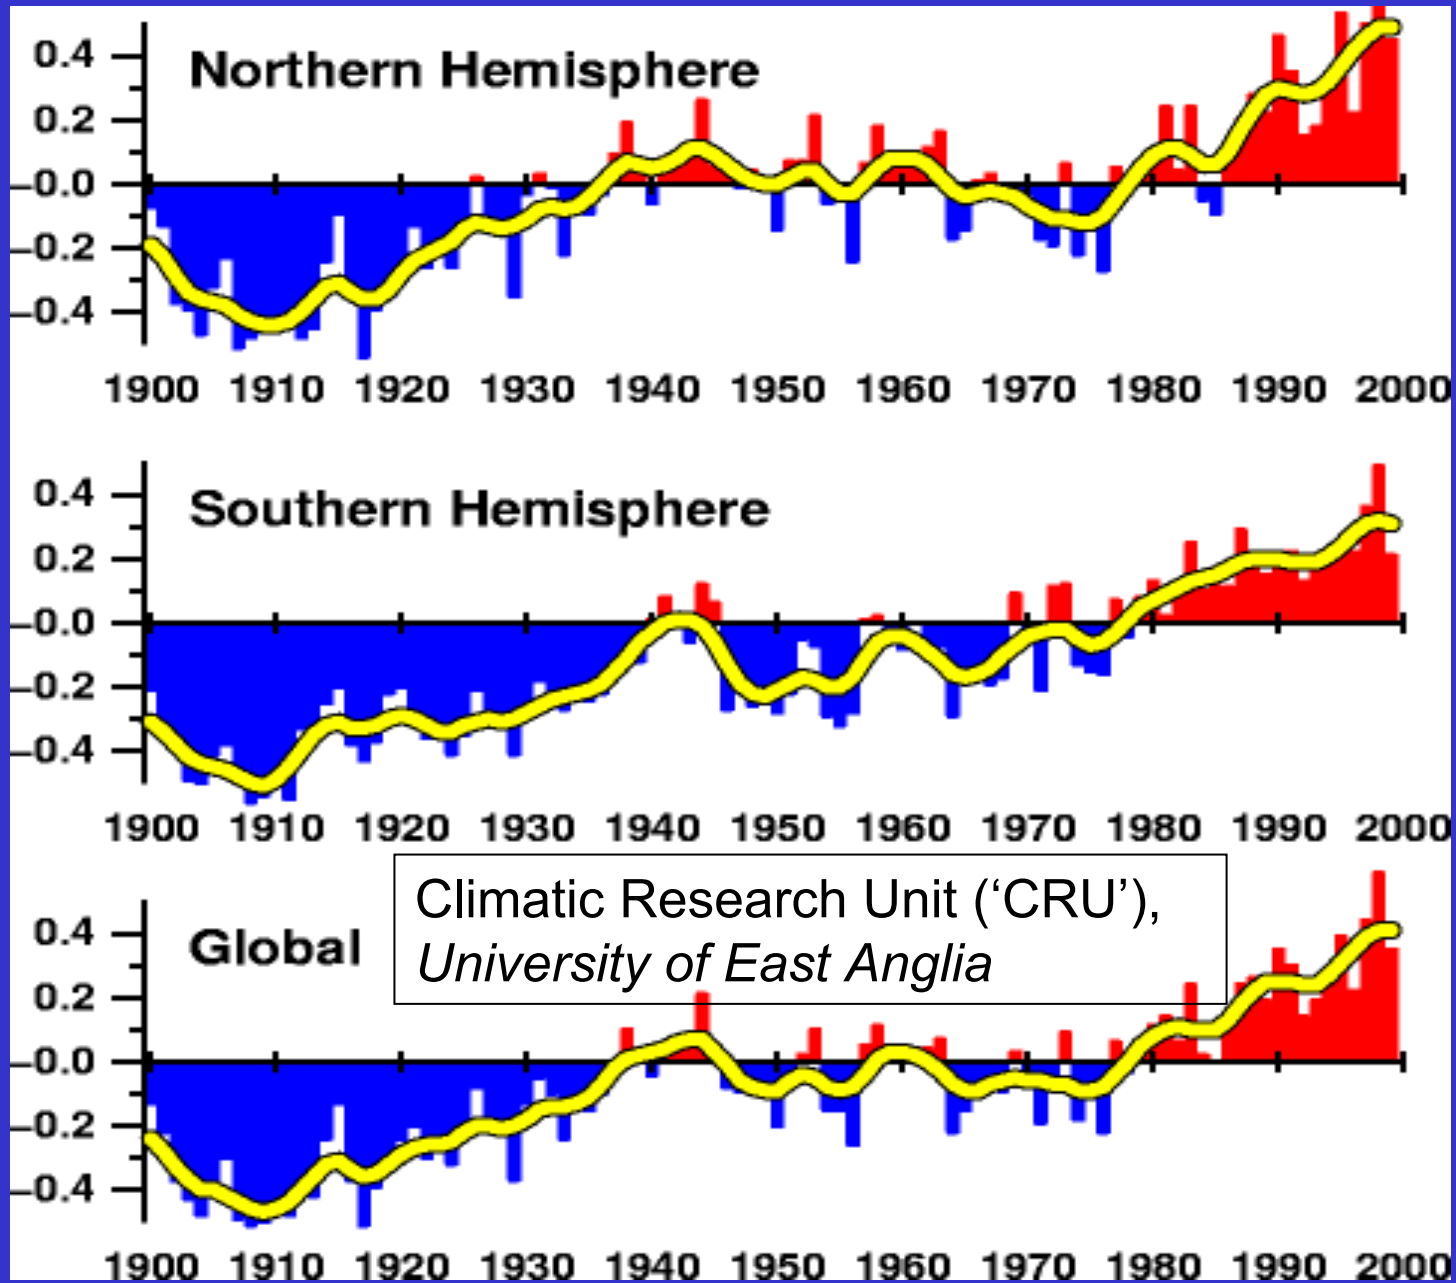 0.4
Northern Hemisphere
0.2
–0.0
–0.2
–0.4
1900 1910 1920 1930 1940 1950 1960 1970 1980 1990 2000
0.4
Southern Hemisphere
0.2
–0.0
–0.2
–0.4
1900 1910 1920 1930 1940 1950 1960 1970 1980 1990 2000
Climatic Research Unit (‘CRU’),
University of East Anglia
0.4
Global
0.2
–0.0
–0.2
–0.4
1900 1910 1920 1930 1940 1950 1960 1970 1980 1990 2000